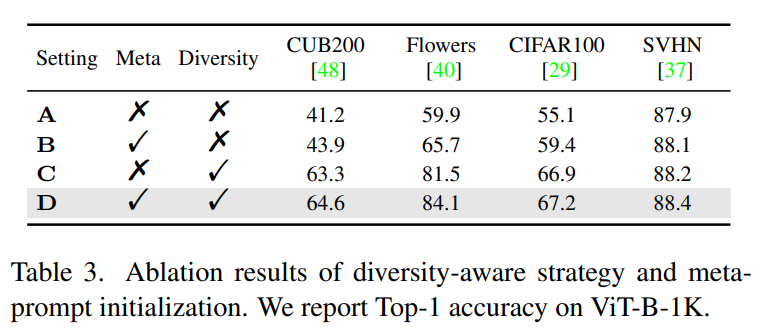 Setting Meta Diversity CUB200 [48] Flowers [40] CIFAR100 [29] SVHN [37]
A ✗ ✗ 41.2 59.9 55.1 87.9
B ✓ ✗ 43.9 65.7 59.4 88.1
C ✗ ✓ 63.3 81.5 66.9 88.2
D ✓ ✓ 64.6 84.1 67.2 88.4
Table 3. Ablation results of diversity-aware strategy and meta-
prompt initialization. We report Top-1 accuracy on ViT-B-1K.